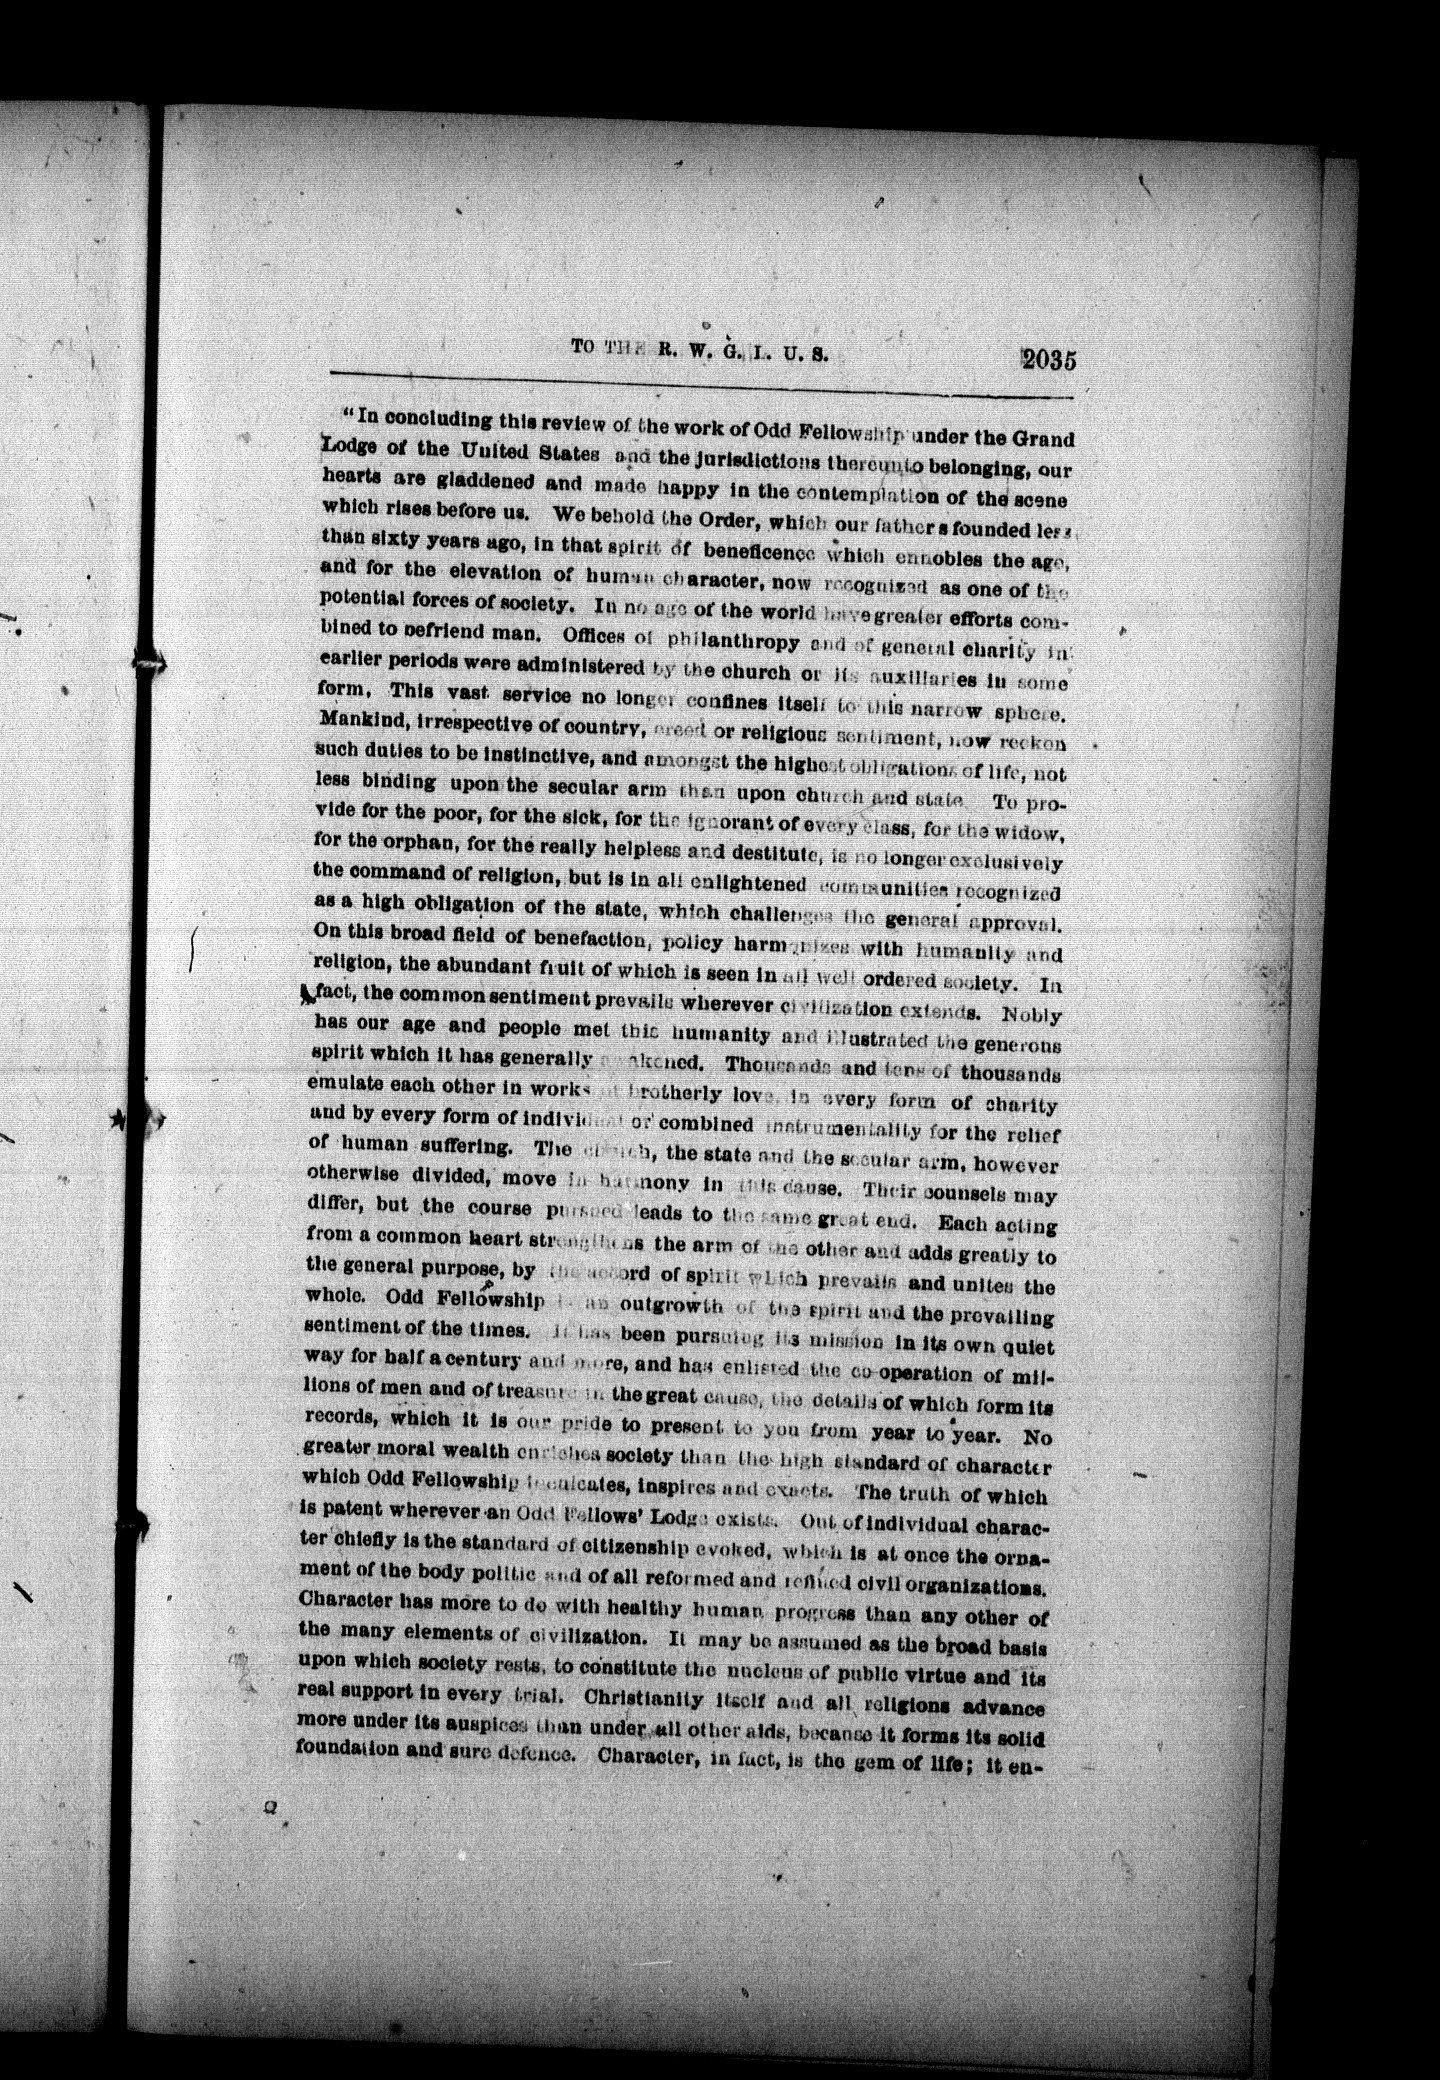 TO THE R. W. G. L. U. S. 2035
"In concluding this review of the work of Odd Fellowship under the Grand
Lodge of the United States and the jurisdictions thereunto belonging, our
hearts are gladdened and made happy in the contemplation of the scene
which rises before us. We behold the Order, which our fathers founded less
than sixty years ago, in that spirit of beneficence which ennobles the age,
and for the elevation of human character, now recognized as one of the
potential forces of society. In no age of the world have greater efforts com-
bined to befriend man. Offices of philanthropy and of general charity in
earlier periods were administered by the church or its auxiliaries in some
form. This vast service no longer confines itself to this narrow sphere.
Mankind, irrespective of country, creed or religious sentiment, now reckon
such duties to be instinctive, and amongst the highest obligations of life, not
less binding upon the secular arm than upon church and state. To pro-
vide for the poor, for the sick, for the ignorant of every class, for the widow,
for the orphan, for the really helpless and destitute, is no longer exclusively
the command of religion, but is in all enlightened communities recognized
as a high obligation of the state, which challenges the general approval.
On this broad field of benefaction, policy harmonizes with humanity and
religion, the abundant fruit of which is seen in all well ordered society. In
fact, the common sentiment prevails wherever civilization extends. Nobly
has our age and people met this humanity and illustrated the generous
spirit which it has generally awakened. Thousands and tens of thousands
emulate each other in works of brotherly love, in every form of charity
and by every form of individual or combined instrumentality for the relief
of human suffering. The church, the state and the secular arm, however
otherwise divided, move in harmony in this cause. Their counsels may
differ, but the course pursued leads to the same great end. Each acting
from a common heart strengthens the arm of the other and adds greatly to
the general purpose, by the accord of spirit which prevails and unites the
whole. Odd Fellowship is an outgrowth of the spirit and the prevailing
sentiment of the times. It has been pursuing its mission in its own quiet
way for half a century and more, and has enlisted the co-operation of mil-
lions of men and of treasure in the great cause, the details of which form its
records, which it is our pride to present to you from year to year. No
greater moral wealth enriches society than the high standard of character
which Odd Fellowship inculcates, inspires and exacts. The truth of which
is patent wherever an Odd Fellows' Lodge exists. Out of individual charac-
ter chiefly is the standard of citizenship evoked, which is at once the orna-
ment of the body politic and of all reformed and refined civil organizations.
Character has more to do with healthy human progress than any other of
the many elements of civilization. It may be assumed as the broad basis
upon which society rests, to constitute the nucleus of public virtue and its
real support in every trial. Christianity itself and all religions advance
more under its auspices than under all other aids, because it forms its solid
foundation and sure defence. Character, in fact, is the gem of life; it en-